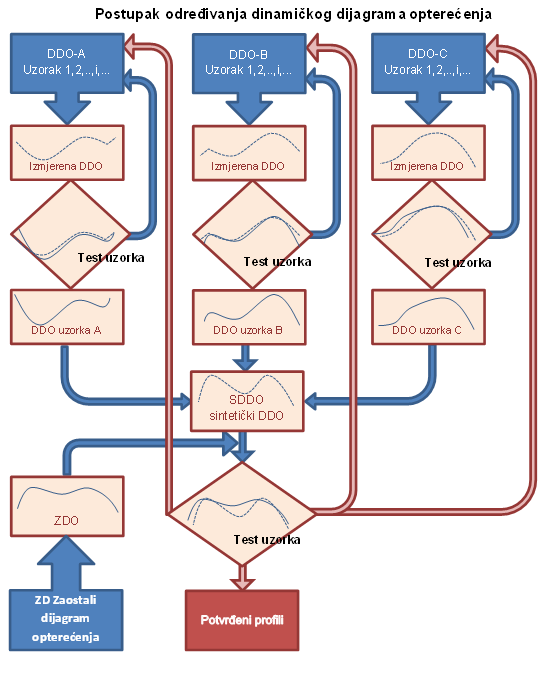 Postupak određivanja dinamičkog dijagrama opterećenja
DDO-A
Uzorak 1,2,..,i,...
DDO-B
Uzorak 1,2,..,i,...
DDO-C
Uzorak 1,2,..,i,...
Izmjerena DDO
Izmjerena DDO
Izmjerena DDO
Test uzorka
Test uzorka
Test uzorka
DDO uzorka A
DDO uzorka B
DDO uzorka C
SDDO
sintetički DDO
ZDO
Test uzorka
ZD Zaostali
dijagram
opterećenja
Potvrđeni profili